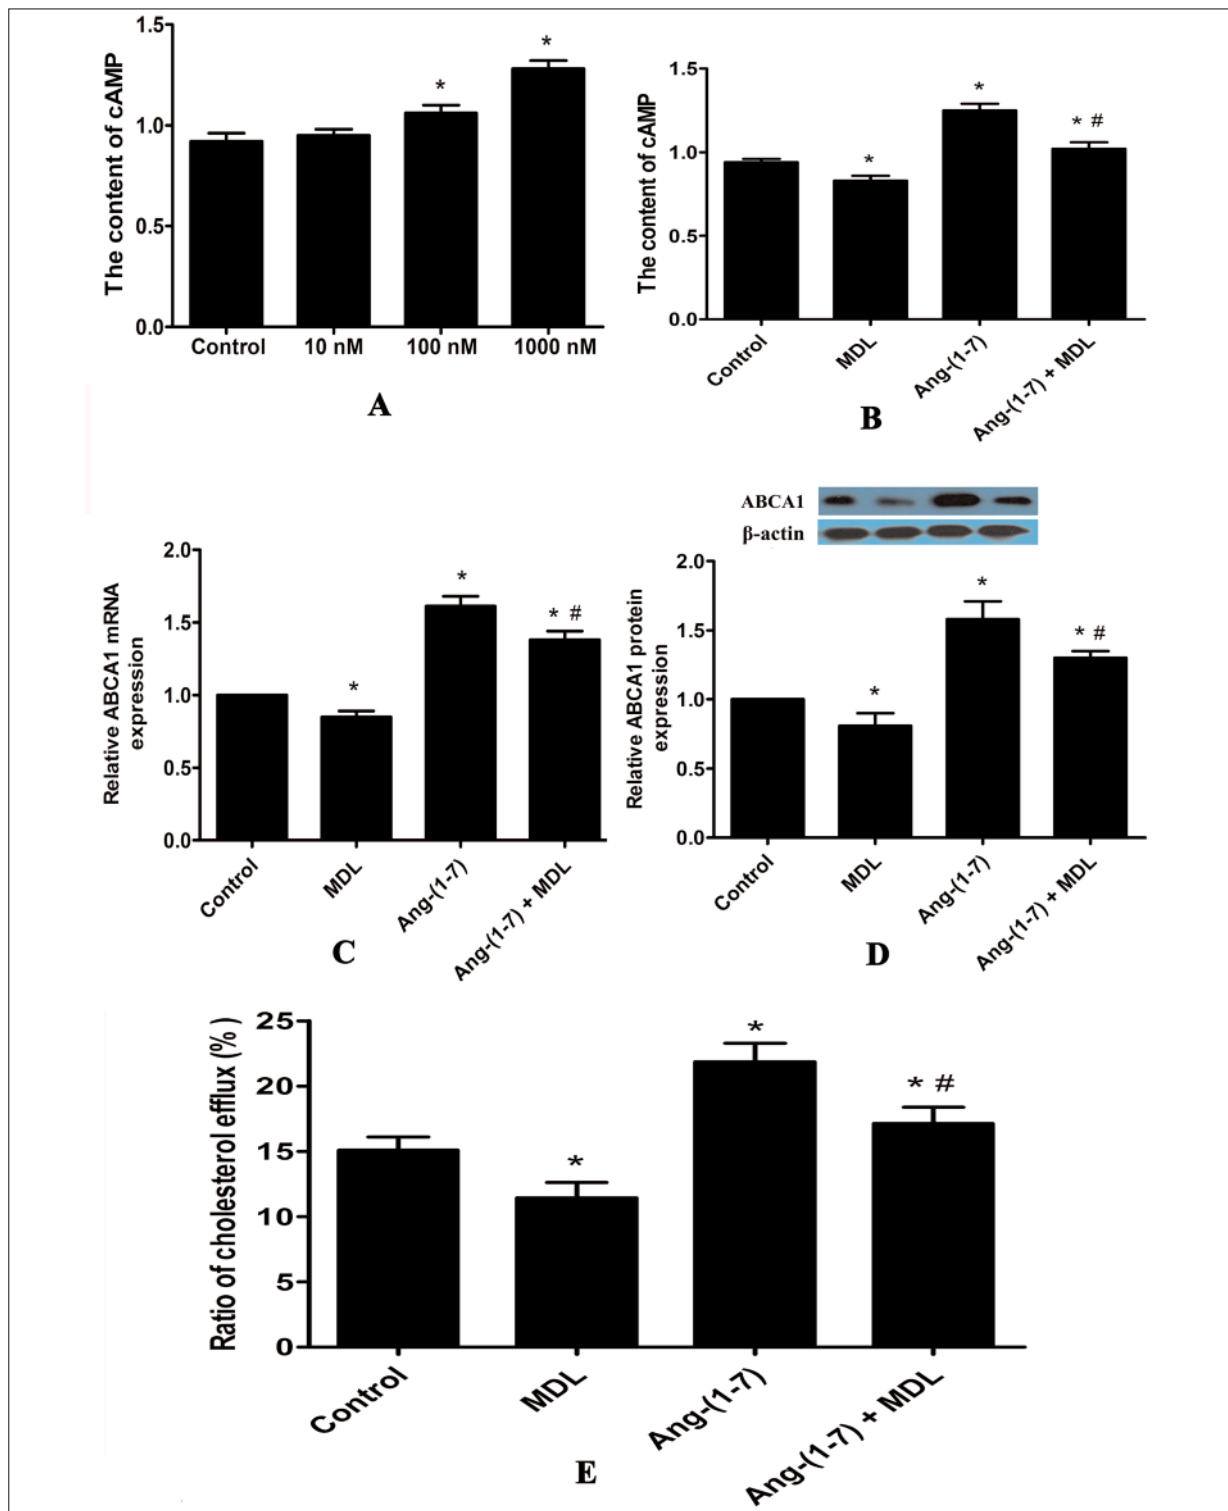 The content of cAMP
1.5
1.0
0.5
0.0
*
*
Control 10 nM 100 nM 1000 nM
A
The content of cAMP
1.5
1.0
0.5
0.0
*
*
* #
Control
MDL
Ang-(1-7)
Ang-(1-7) + MDL
B
Relative ABCA1 mRNA
expression
2.0
1.5
1.0
0.5
0.0
*
*
* #
Control
MDL
Ang-(1-7)
Ang-(1-7) + MDL
C
ABCA1
β-actin
Relative ABCA1 protein
expression
2.0
1.5
1.0
0.5
0.0
*
*
* #
Control
MDL
Ang-(1-7)
Ang-(1-7) + MDL
D
Ratio of cholesterol efflux (%)
25
20
15
10
5
0
*
*
* #
Control
MDL
Ang-(1-7)
Ang-(1-7) + MDL
E